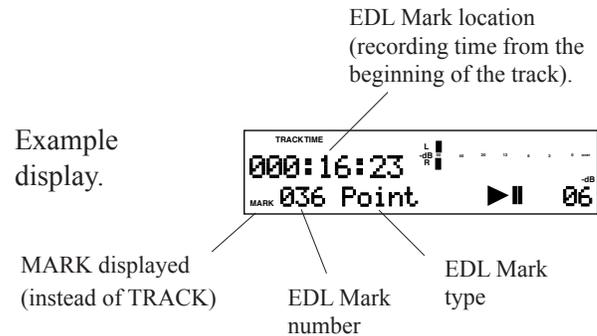 EDL Mark location
(recording time from the
beginning of the track).
Example
display.
TRACKTIME
L
-dB
R
000:16:23
-dB
MARK 036 Point 06
MARK displayed
(instead of TRACK)
EDL Mark
number
EDL Mark
type